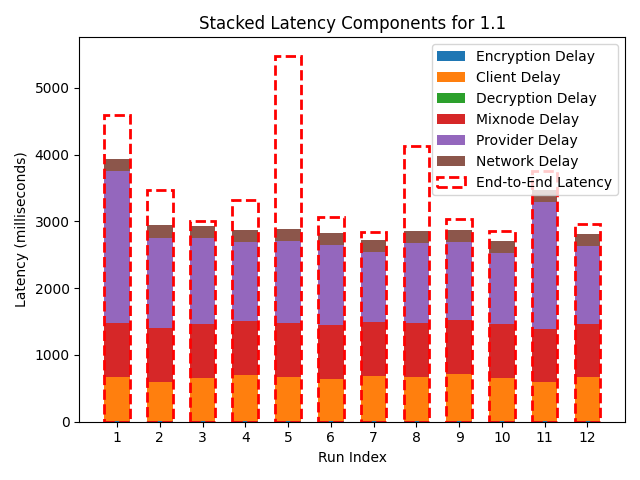 Stacked Latency Components for 1.1
Latency (milliseconds)
5000
4000
3000
2000
1000
0
Encryption Delay
Client Delay
Decryption Delay
Mixnode Delay
Provider Delay
Network Delay
End-to-End Latency
1 2 3 4 5 6 7 8 9 10 11 12
Run Index